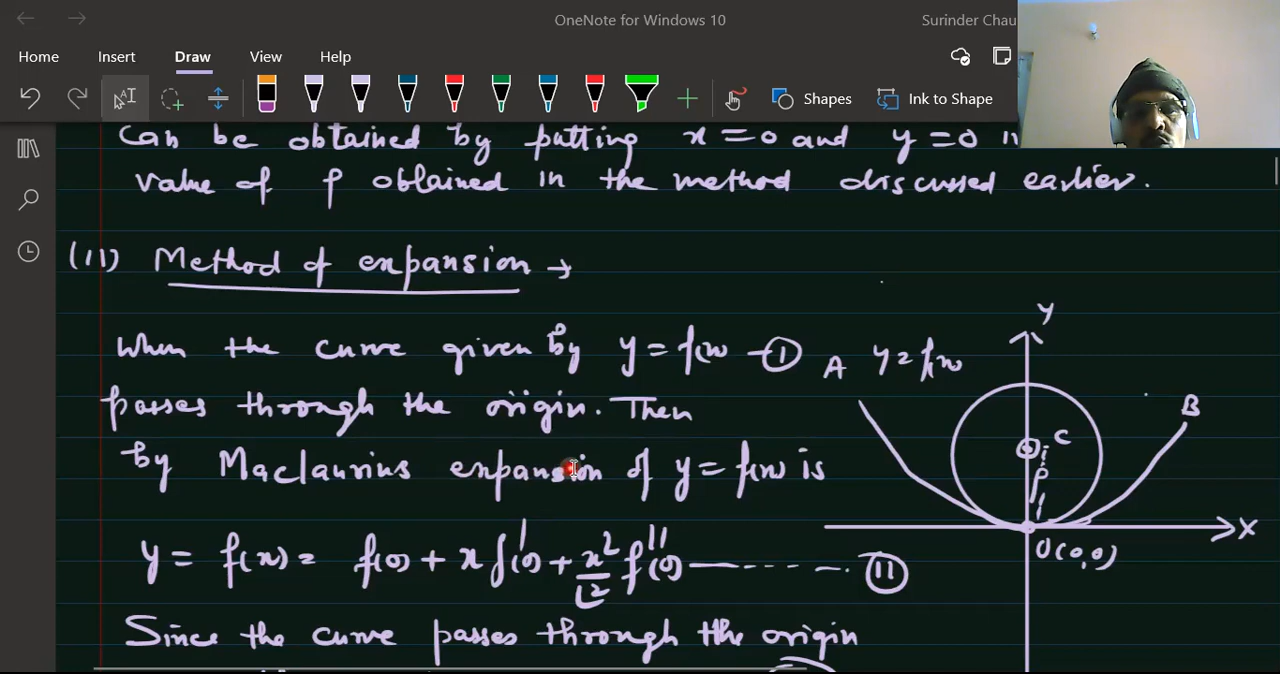 OneNote for Windows 10
Surinder Chau
Home Insert Draw View Help
Shapes Ink to Shape
Can be obtained by putting x=0 and y=0 in
value of ρ obtained in the method discussed earlier.
(11) Method of expansion →
When the curve given by y = f(x) — ①
passes through the origin. Then
by Maclaurins expansion of y = f(x) is
y = f(x) = f(0) + x f'(0) + x²/L2 f''(0) ------- (11)
Since the curve passes through the origin
Y
A y = f(x)
B
C
ρ
X
O(0,0)